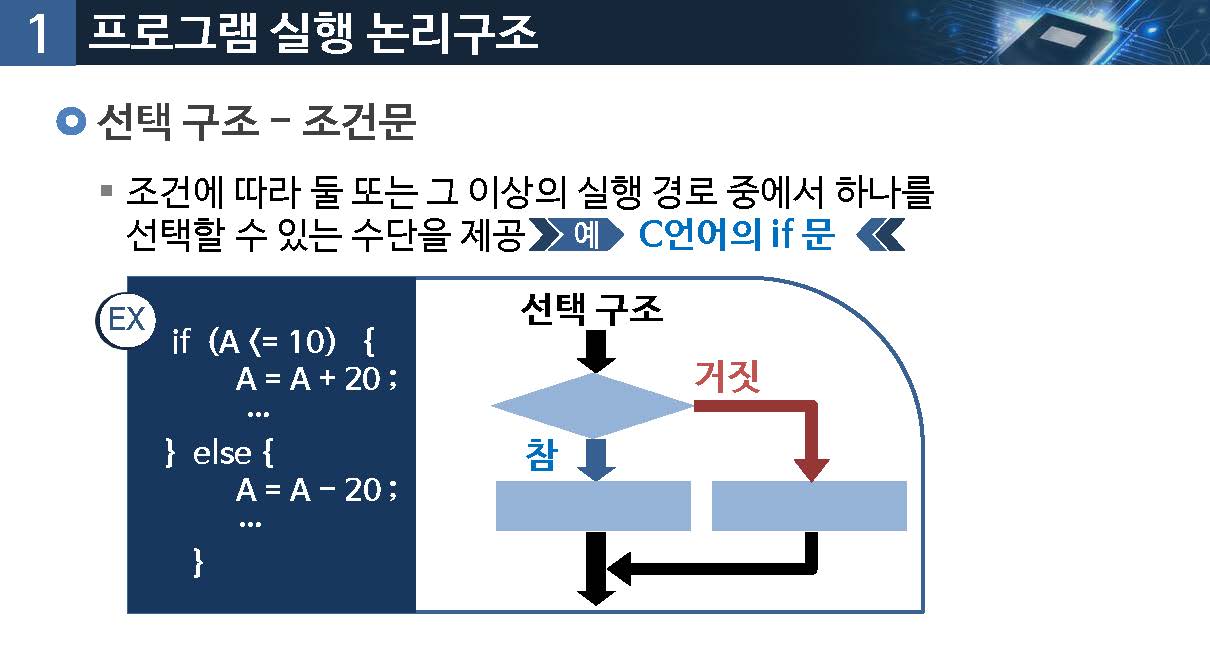 1 프로그램 실행 논리구조
선택 구조 – 조건문
조건에 따라 둘 또는 그 이상의 실행 경로 중에서 하나를
선택할 수 있는 수단을 제공 예 C언어의 if 문
EX
if (A <= 10) {
A = A + 20 ;
...
} else {
A = A – 20 ;
...
}
선택 구조
거짓
참